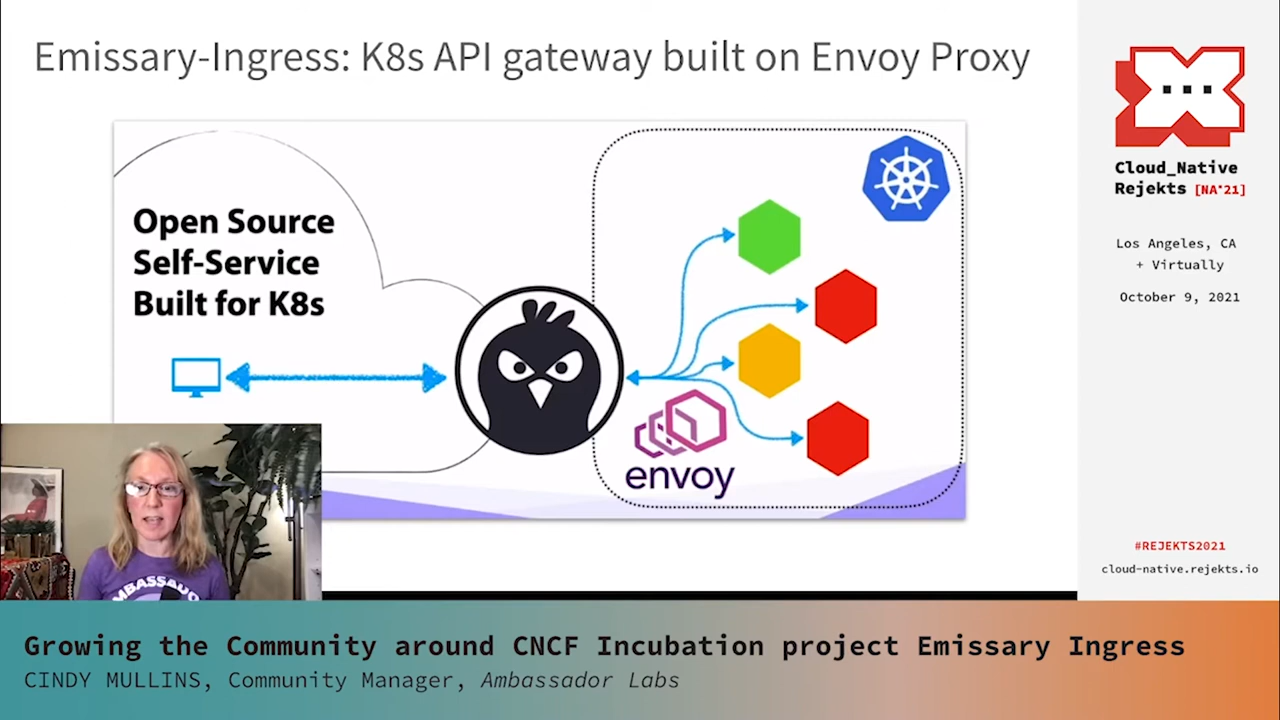 Emissary-Ingress: K8s API gateway built on Envoy Proxy
Open Source
Self-Service
Built for K8s
envoy
Cloud_Native
Rejekts [NA'21]
Los Angeles, CA
+ Virtually
October 9, 2021
#REJEKTS2021
cloud-native.rejekts.io
Growing the Community around CNCF Incubation project Emissary Ingress
CINDY MULLINS, Community Manager, Ambassador Labs